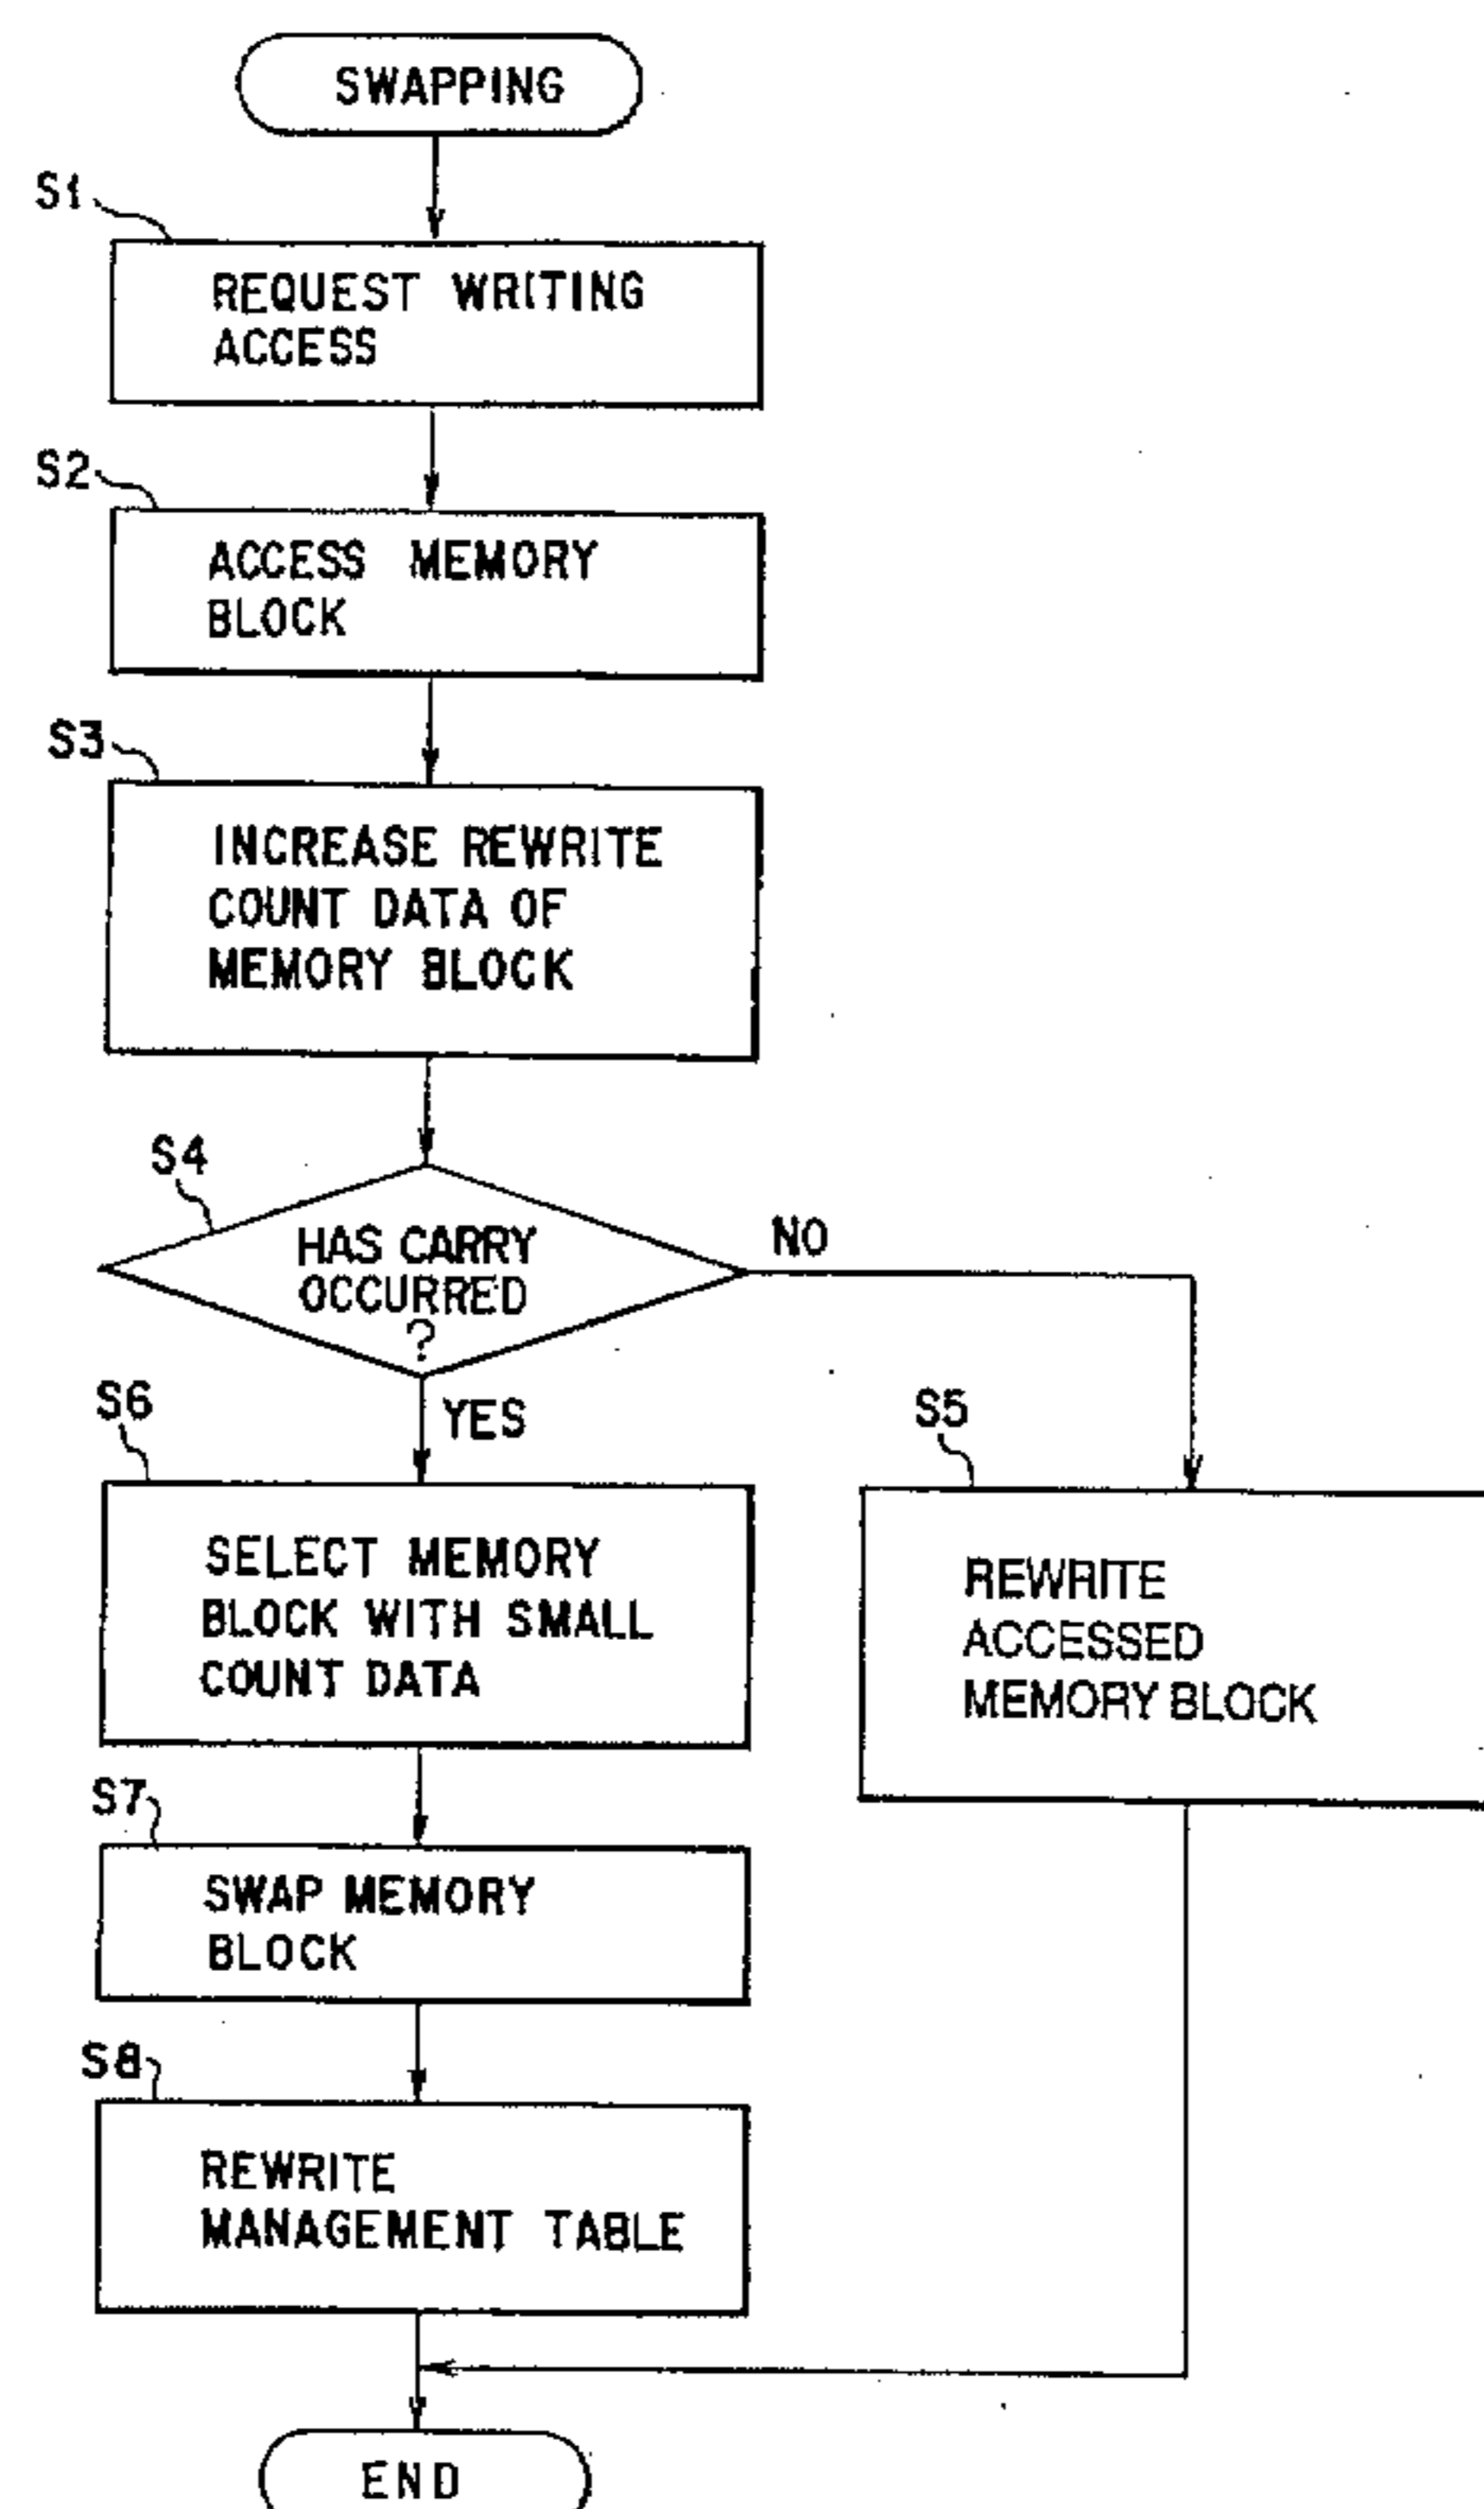 SWAPPING
S1
REQUEST WRITING
ACCESS
S2
ACCESS MEMORY
BLOCK
S3
INCREASE REWRITE
COUNT DATA OF
MEMORY BLOCK
S4
HAS CARRY
OCCURRED
?
NO
YES
S6
SELECT MEMORY
BLOCK WITH SMALL
COUNT DATA
S5
REWRITE
ACCESSED
MEMORY BLOCK
S7
SWAP MEMORY
BLOCK
S8
REWRITE
MANAGEMENT TABLE
END